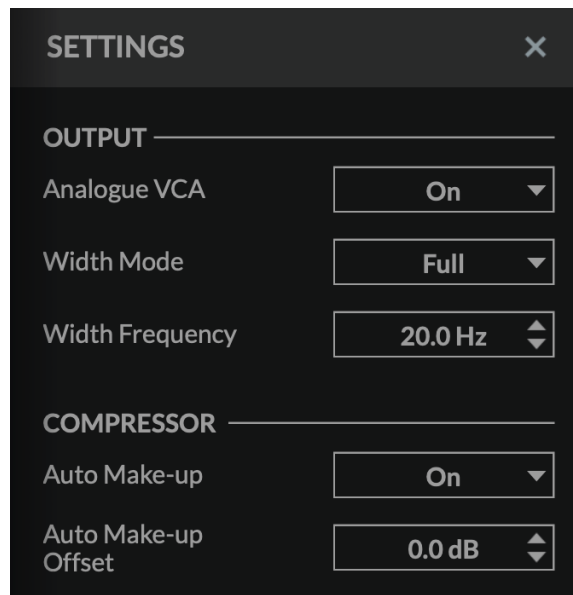 SETTINGS
OUTPUT
Analogue VCA On
Width Mode Full
Width Frequency 20.0 Hz
COMPRESSOR
Auto Make-up On
Auto Make-up
Offset 0.0 dB